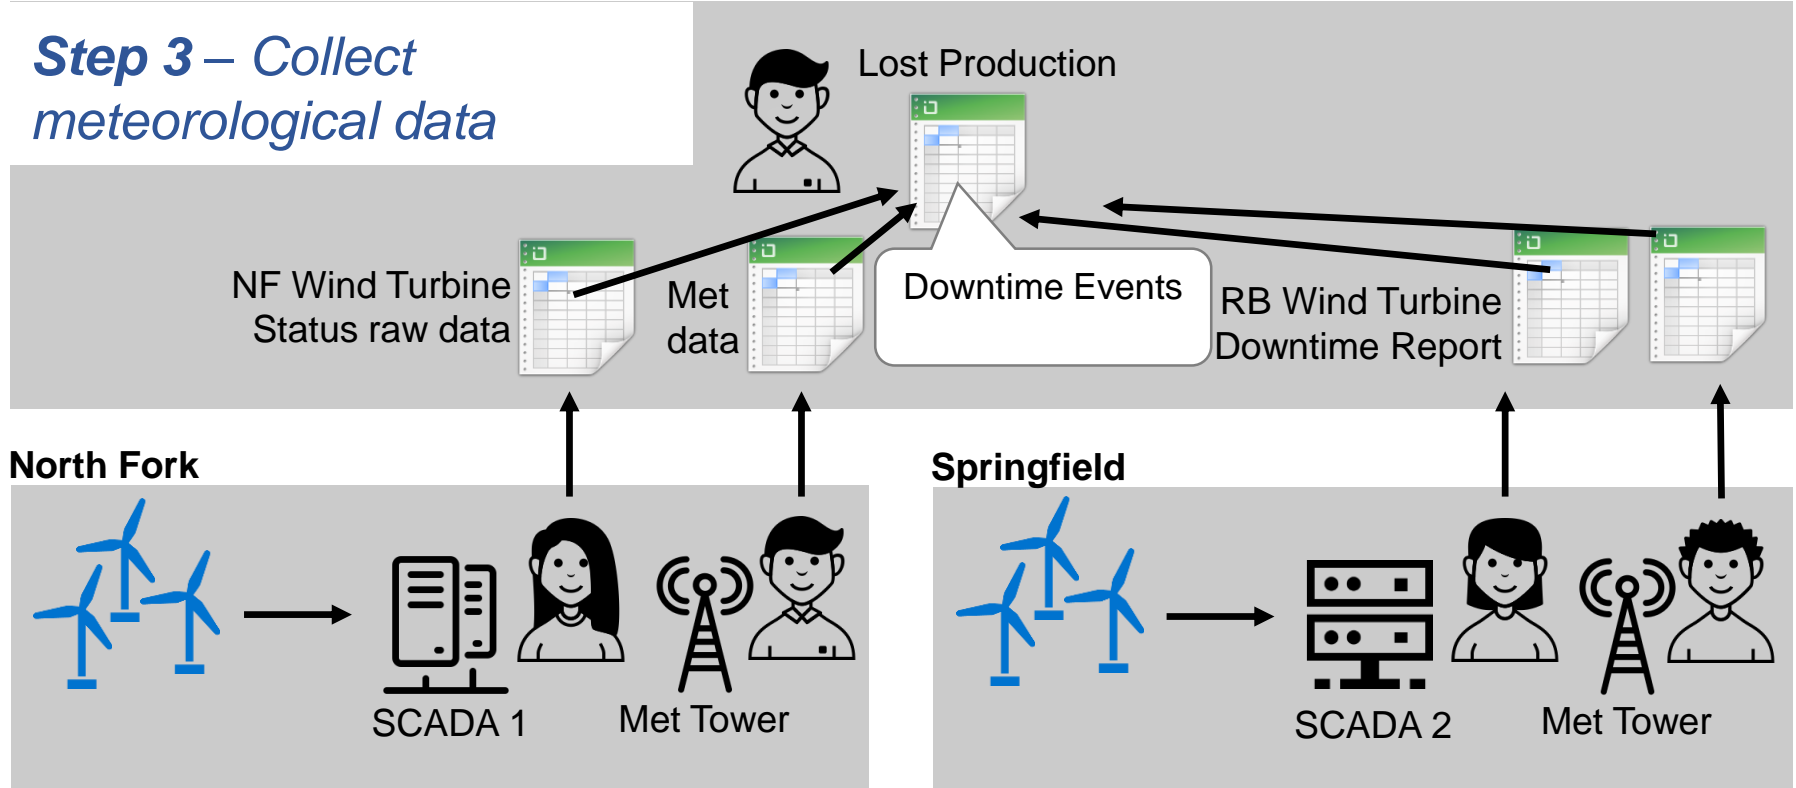 Step 3 – Collect
meteorological data
Lost Production
NF Wind Turbine
Status raw data
Met
data
Downtime Events
RB Wind Turbine
Downtime Report
North Fork
SCADA 1
Met Tower
Springfield
SCADA 2
Met Tower